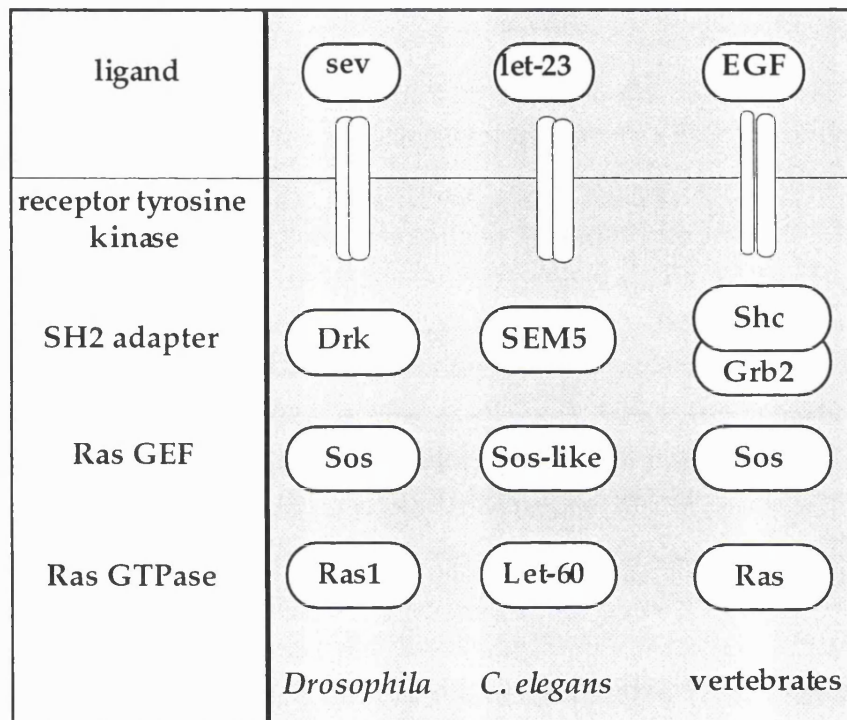 ligand sev let-23 EGF
receptor tyrosine
kinase
SH2 adapter Drk SEM5 Shc
Grb2
Ras GEF Sos Sos-like Sos
Ras GTPase Ras1 Let-60 Ras
Drosophila C. elegans vertebrates